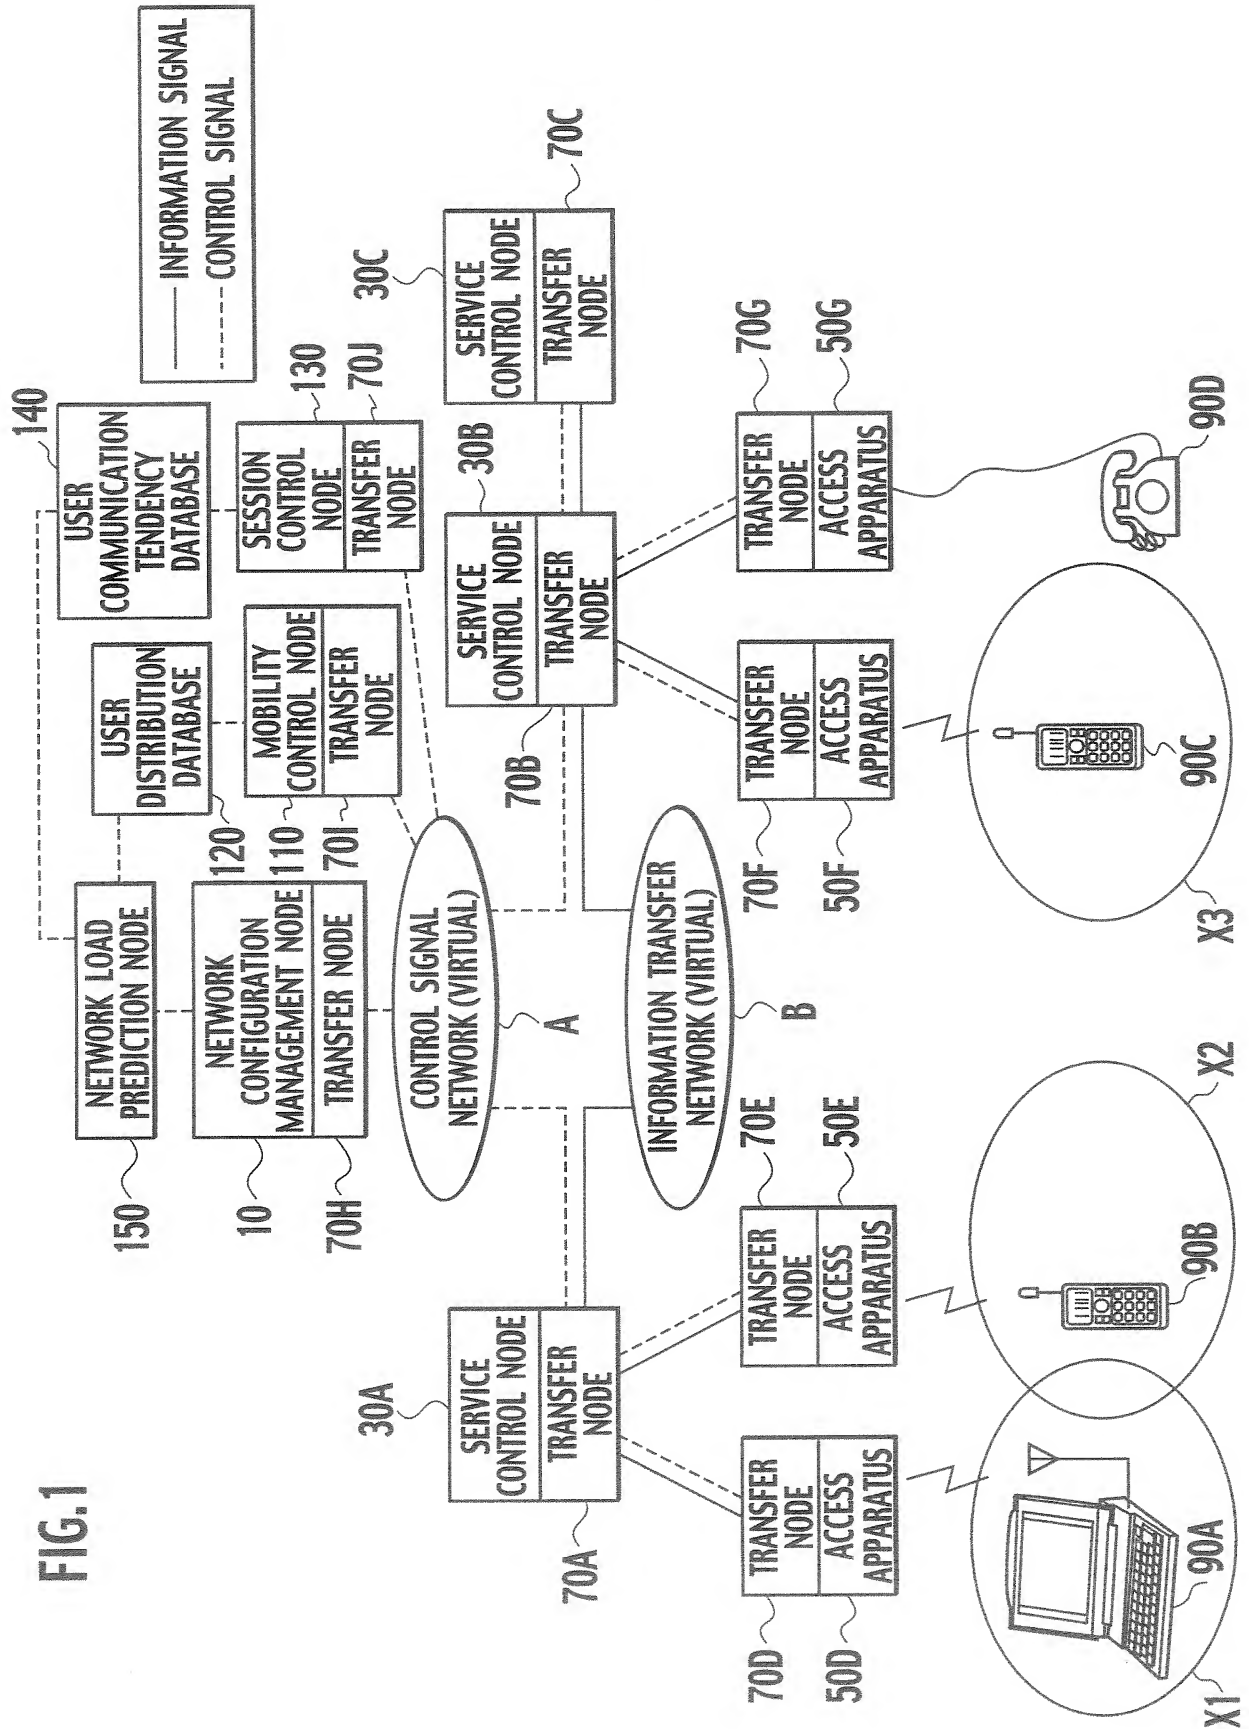 FIG.1
INFORMATION SIGNAL
CONTROL SIGNAL
150
NETWORK LOAD
PREDICTION NODE
140
USER
COMMUNICATION
TENDENCY
DATABASE
USER
DISTRIBUTION
DATABASE
120
10
NETWORK
CONFIGURATION
MANAGEMENT NODE
70H
TRANSFER NODE
110
MOBILITY
CONTROL NODE
70I
TRANSFER
NODE
SESSION
CONTROL
NODE
130
TRANSFER
NODE
70J
CONTROL SIGNAL
NETWORK (VIRTUAL)
A
30A
SERVICE
CONTROL NODE
70A
TRANSFER
NODE
30B
SERVICE
CONTROL NODE
70B
TRANSFER
NODE
30C
SERVICE
CONTROL NODE
TRANSFER
NODE
70C
INFORMATION TRANSFER
NETWORK (VIRTUAL)
B
70D
TRANSFER
NODE
50D
ACCESS
APPARATUS
TRANSFER
NODE
70E
ACCESS
APPARATUS
50E
70F
TRANSFER
NODE
50F
ACCESS
APPARATUS
TRANSFER
NODE
70G
ACCESS
APPARATUS
50G
X1
90A
90B
X2
X3
90C
90D